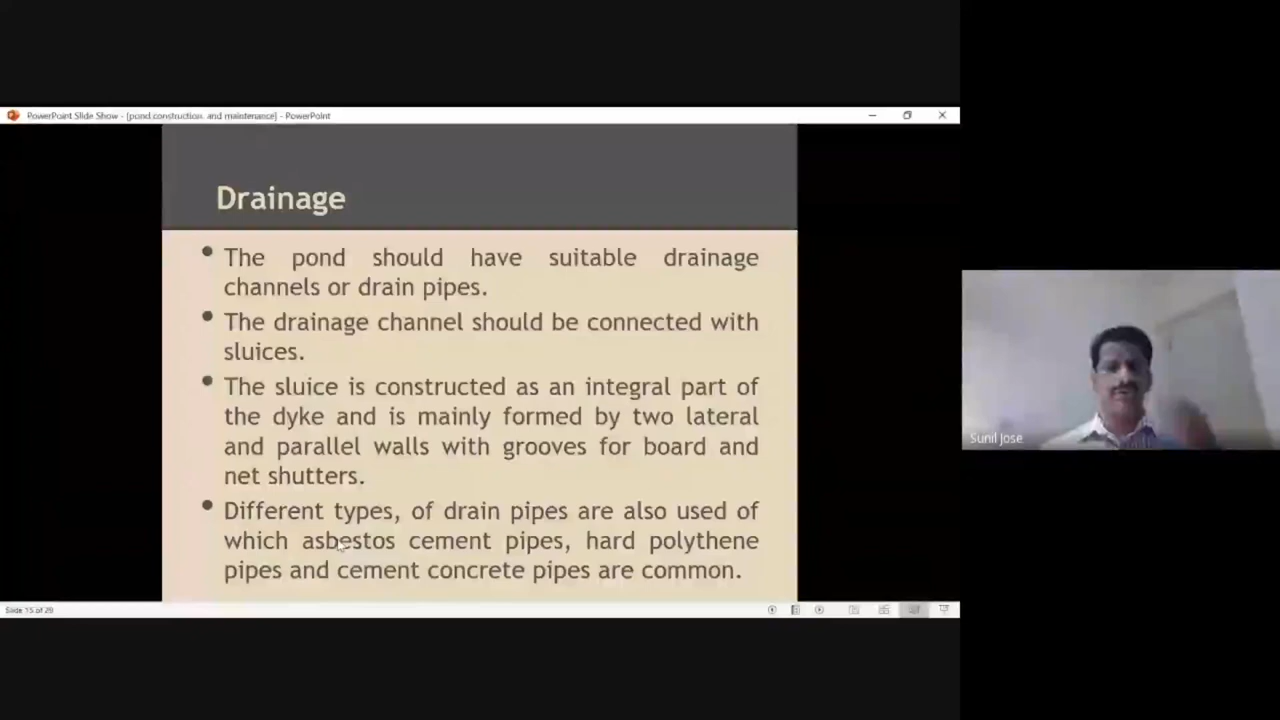 PowerPoint Slide Show - [pond construction and maintenance] - PowerPoint
Drainage
• The pond should have suitable drainage
channels or drain pipes.
• The drainage channel should be connected with
sluices.
• The sluice is constructed as an integral part of
the dyke and is mainly formed by two lateral
and parallel walls with grooves for board and
net shutters.
• Different types, of drain pipes are also used of
which asbestos cement pipes, hard polythene
pipes and cement concrete pipes are common.
Sunil Jose
Slide 15 of 29